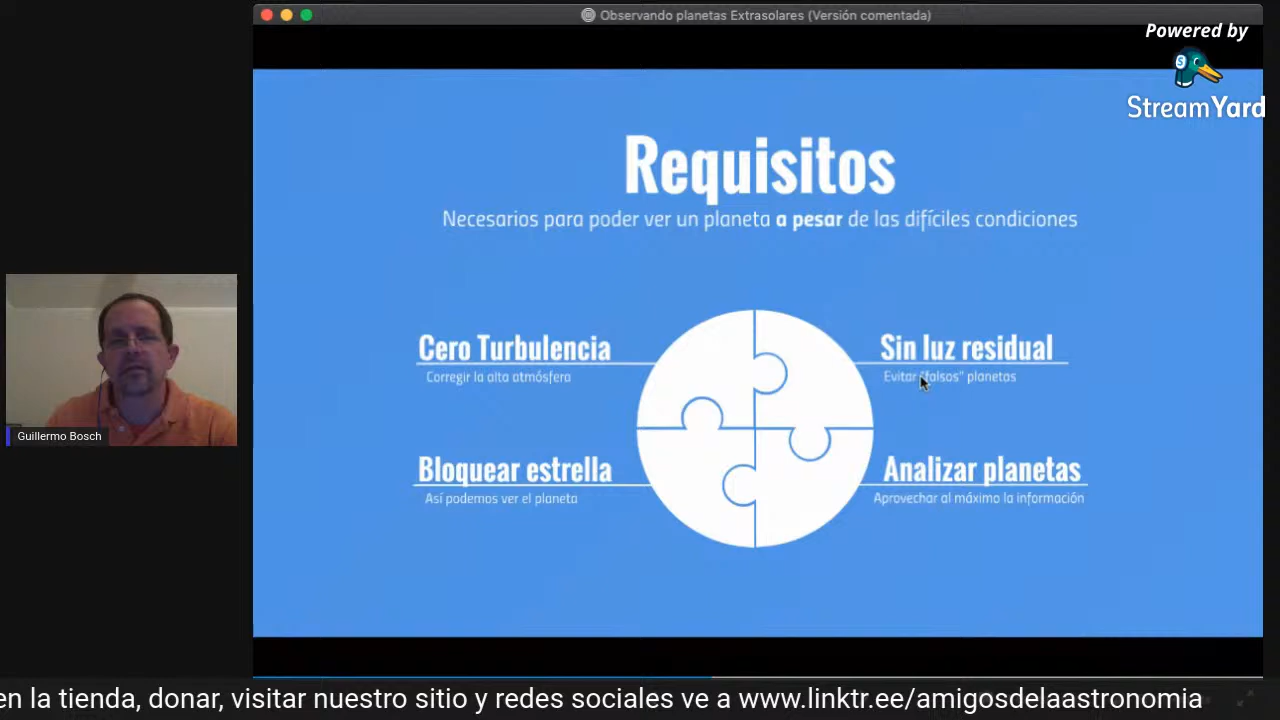 Observando planetas Extrasolares (Versión comentada)
Powered by
StreamYard
Requisitos
Necesarios para poder ver un planeta a pesar de las difíciles condiciones
Cero Turbulencia
Corregir la alta atmósfera
Sin luz residual
Evitar "falsos" planetas
Bloquear estrella
Así podemos ver el planeta
Analizar planetas
Aprovechar al máximo la información
Guillermo Bosch
en la tienda, donar, visitar nuestro sitio y redes sociales ve a www.linktr.ee/amigosdelaastronomia